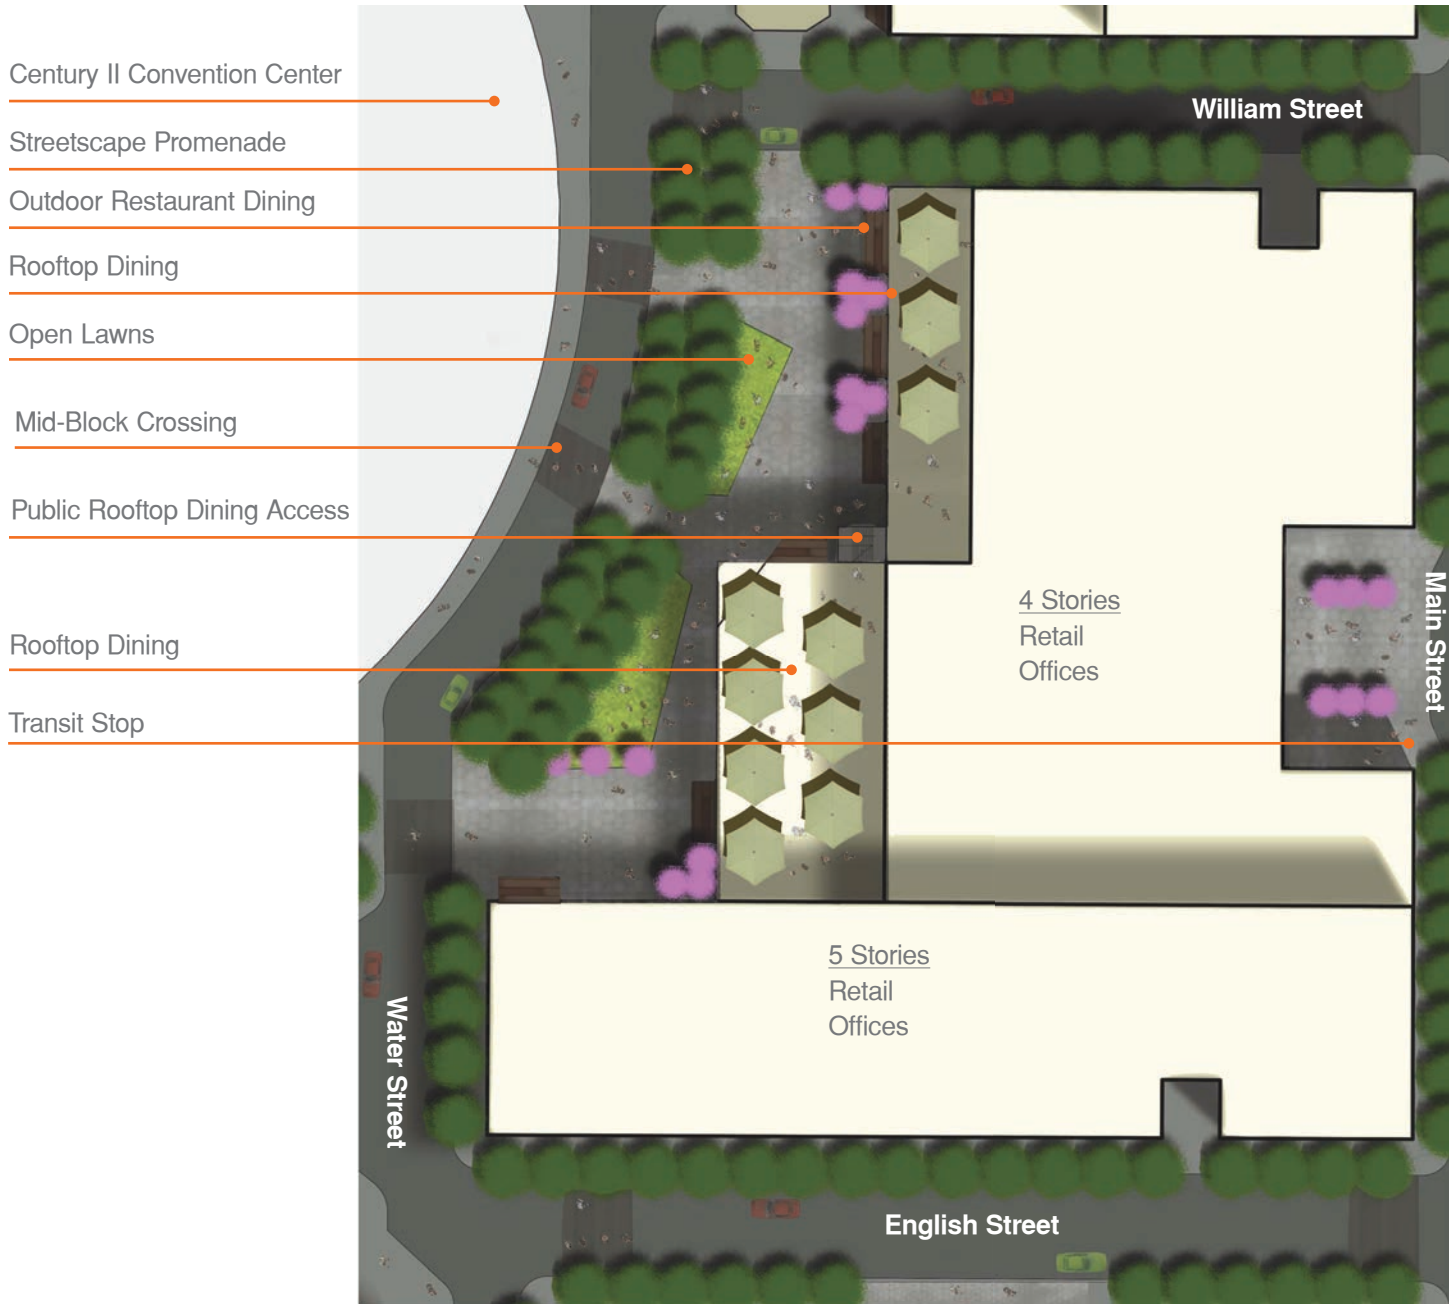 Century II Convention Center
Streetscape Promenade
Outdoor Restaurant Dining
Rooftop Dining
Open Lawns
Mid-Block Crossing
Public Rooftop Dining Access
Rooftop Dining
Transit Stop
William Street
Main Street
4 Stories
Retail
Offices
5 Stories
Retail
Offices
Water Street
English Street